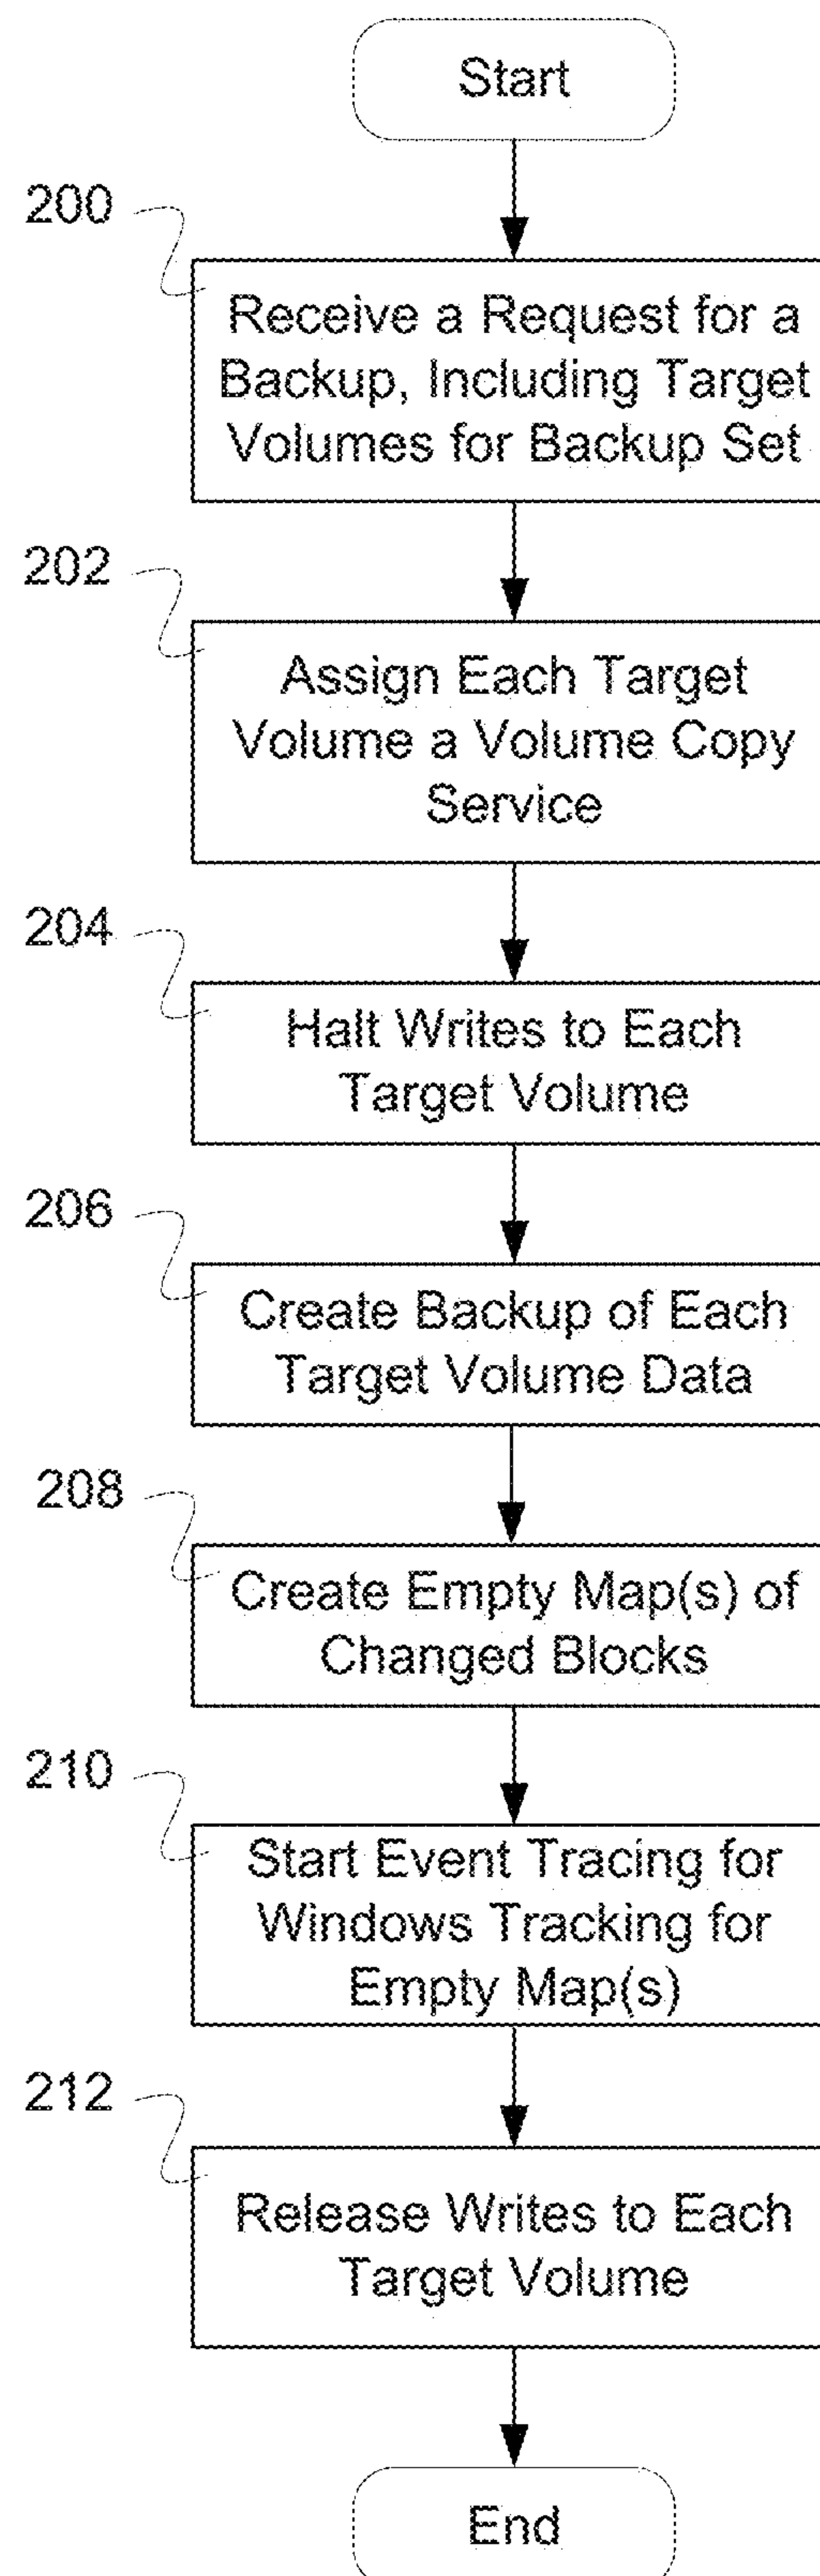 Start
200
Receive a Request for a
Backup, Including Target
Volumes for Backup Set
202
Assign Each Target
Volume a Volume Copy
Service
204
Halt Writes to Each
Target Volume
206
Create Backup of Each
Target Volume Data
208
Create Empty Map(s) of
Changed Blocks
210
Start Event Tracing for
Windows Tracking for
Empty Map(s)
212
Release Writes to Each
Target Volume
End